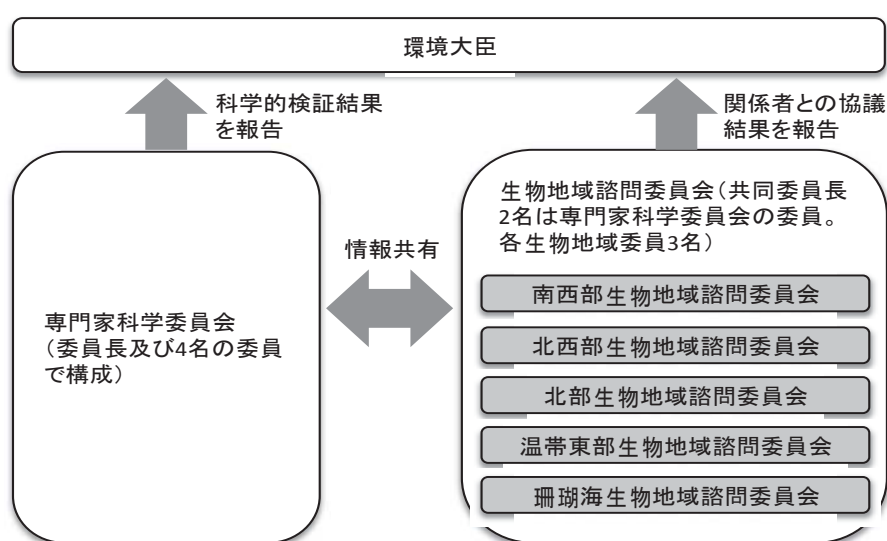 環境大臣
科学的検証結果
を報告
関係者との協議
結果を報告
専門家科学委員会
（委員長及び4名の委員
で構成）
情報共有
生物地域諮問委員会（共同委員長
2名は専門家科学委員会の委員。
各生物地域委員3名）
南西部生物地域諮問委員会
北西部生物地域諮問委員会
北部生物地域諮問委員会
温帯東部生物地域諮問委員会
珊瑚海生物地域諮問委員会